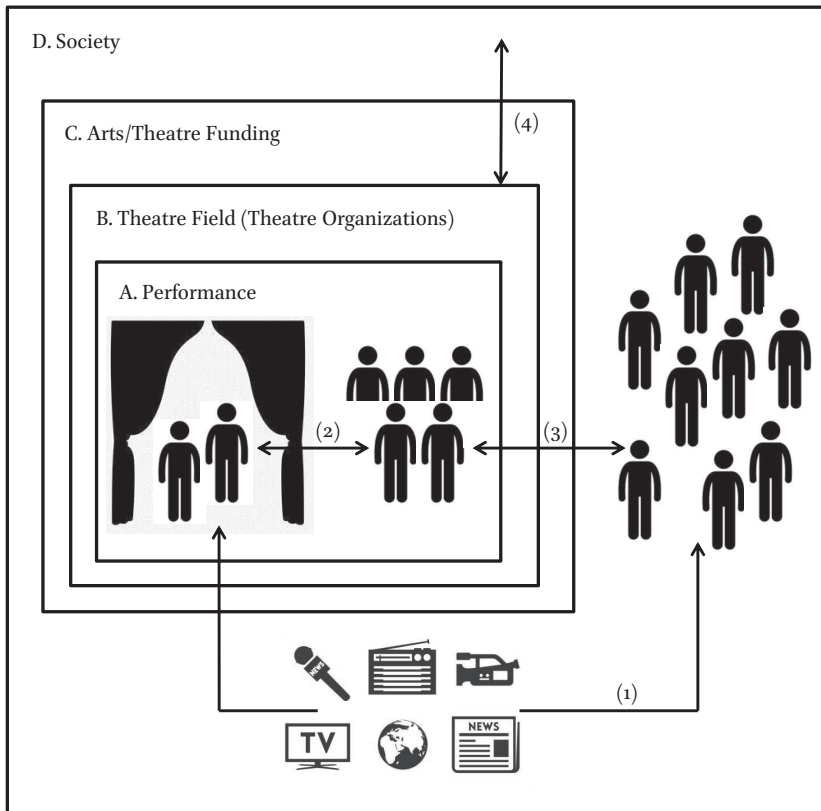 D. Society
(4)
C. Arts/Theatre Funding
B. Theatre Field (Theatre Organizations)
A. Performance
(2)
(3)
NEWS
(1)
TV
NEWS